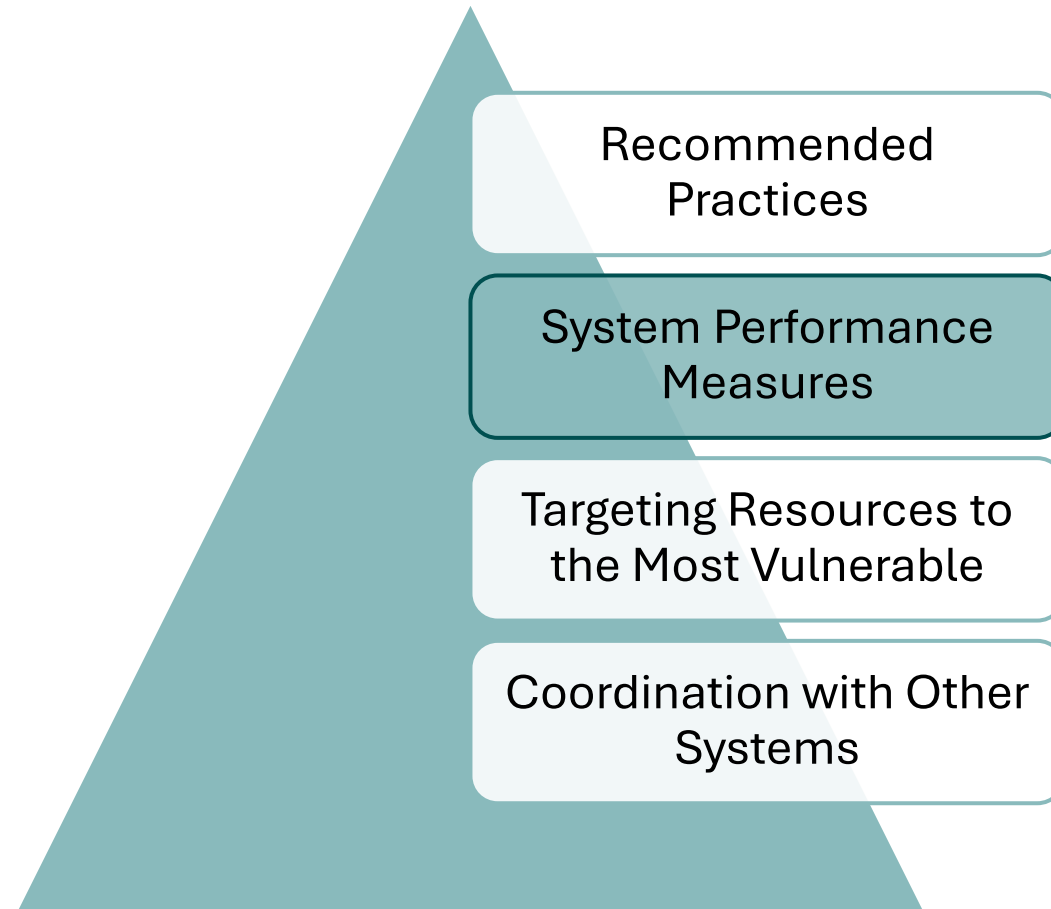 Recommended
Practices
System Performance
Measures
Targeting Resources to
the Most Vulnerable
Coordination with Other
Systems